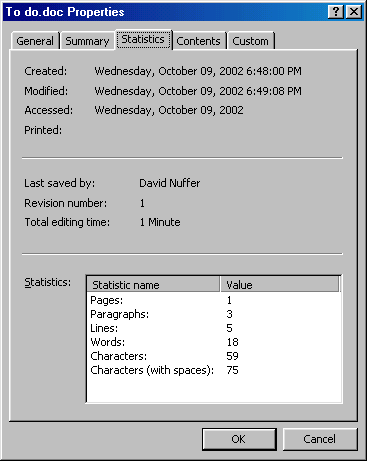 To do.doc Properties
General Summary Statistics Contents Custom
Created: Wednesday, October 09, 2002 6:48:00 PM
Modified: Wednesday, October 09, 2002 6:49:08 PM
Accessed: Wednesday, October 09, 2002
Printed:
Last saved by: David Nuffer
Revision number: 1
Total editing time: 1 Minute
Statistics:
Statistic name Value
Pages: 1
Paragraphs: 3
Lines: 5
Words: 18
Characters: 59
Characters (with spaces): 75
OK Cancel